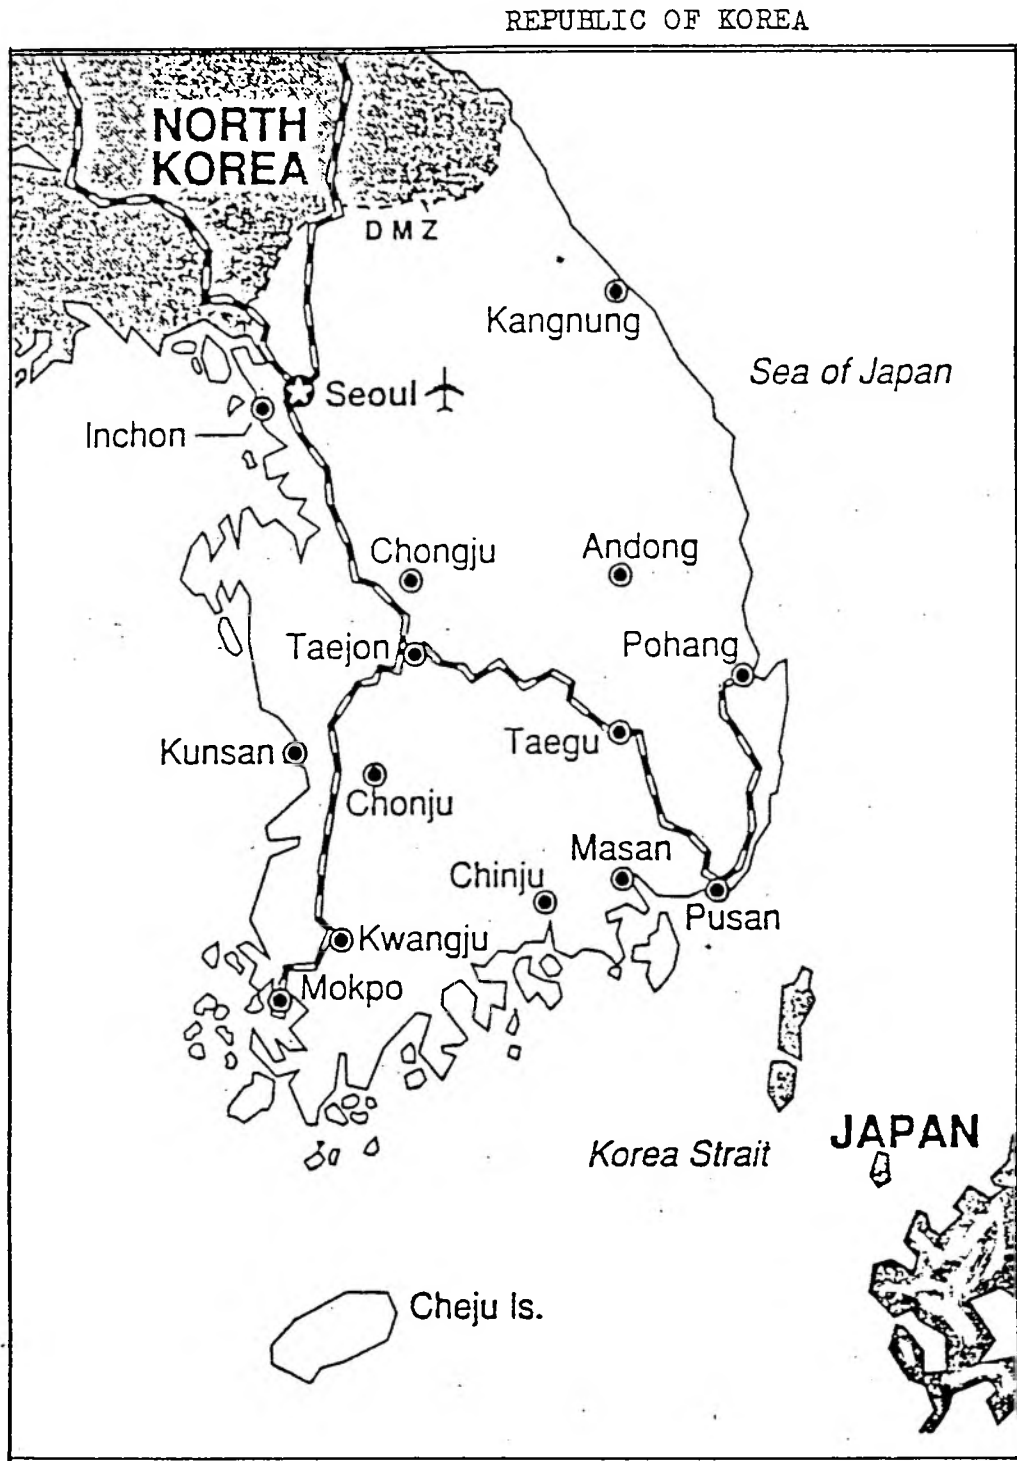 REPUBLIC OF KOREA
NORTH
KOREA
D M Z
Kangnung
Sea of Japan
Seoul
Inchon
Chongju
Andong
Taejon
Pohang
Taegu
Kunsan
Chonju
Masan
Chinju
Pusan
Kwangju
Mokpo
JAPAN
Korea Strait
Cheju Is.